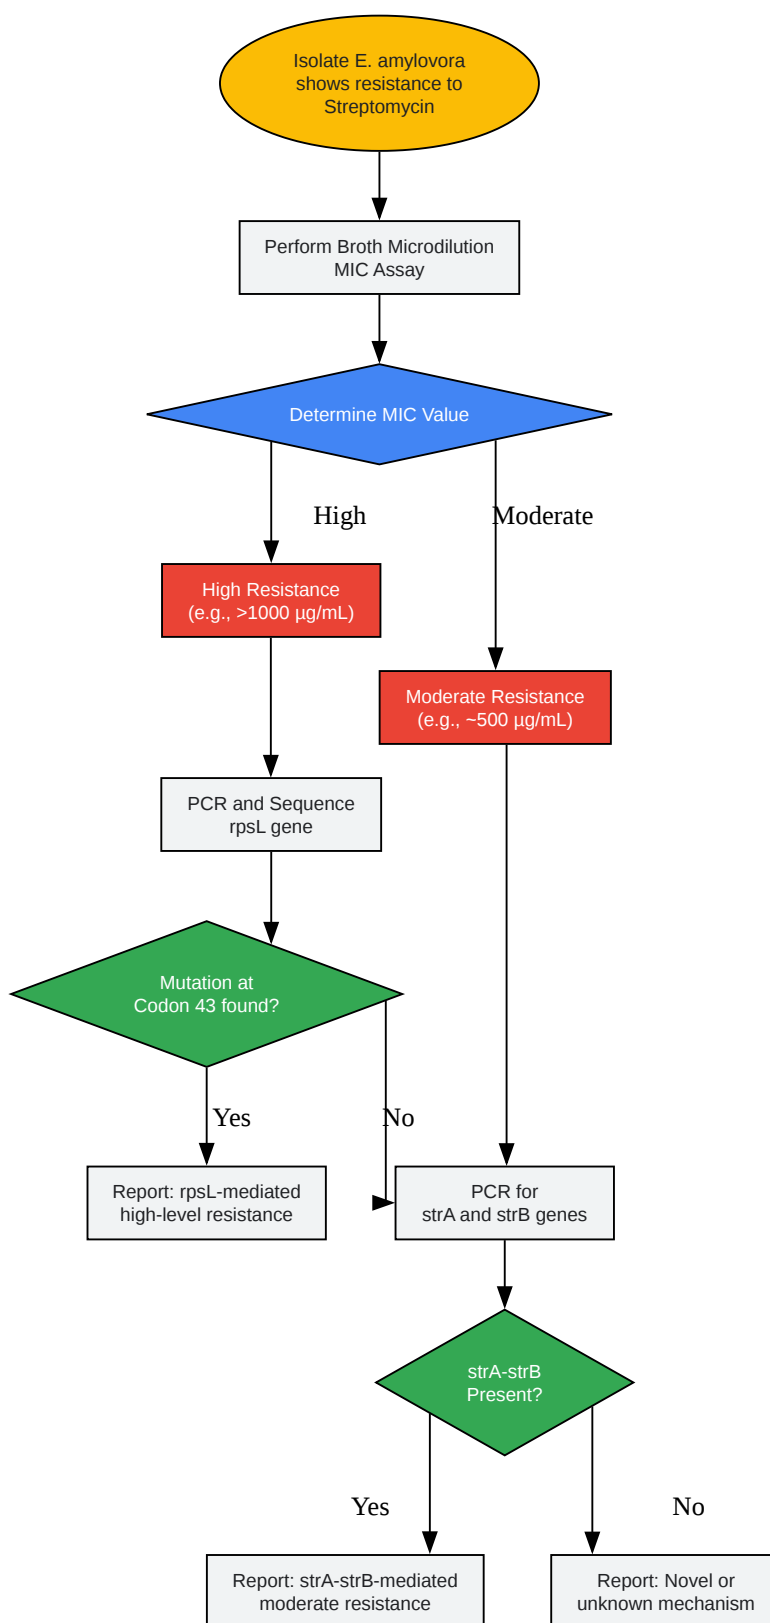 Isolate E. amylovora
shows resistance to
Streptomycin
Perform Broth Microdilution
MIC Assay
Determine MIC Value
High
Moderate
High Resistance
(e.g., >1000 µg/mL)
Moderate Resistance
(e.g., ~500 µg/mL)
PCR and Sequence
rpsL gene
Mutation at
Codon 43 found?
Yes
No
Report: rpsL-mediated
high-level resistance
PCR for
strA and strB genes
strA-strB
Present?
Yes
No
Report: strA-strB-mediated
moderate resistance
Report: Novel or
unknown mechanism